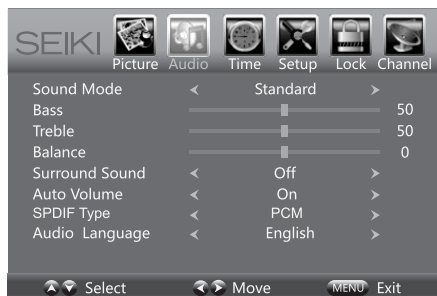 SEIKI
Picture Audio Time Setup Lock Channel
Sound Mode Standard
Bass 50
Treble 50
Balance 0
Surround Sound Off
Auto Volume On
SPDIF Type PCM
Audio Language English
Select Move MENU Exit